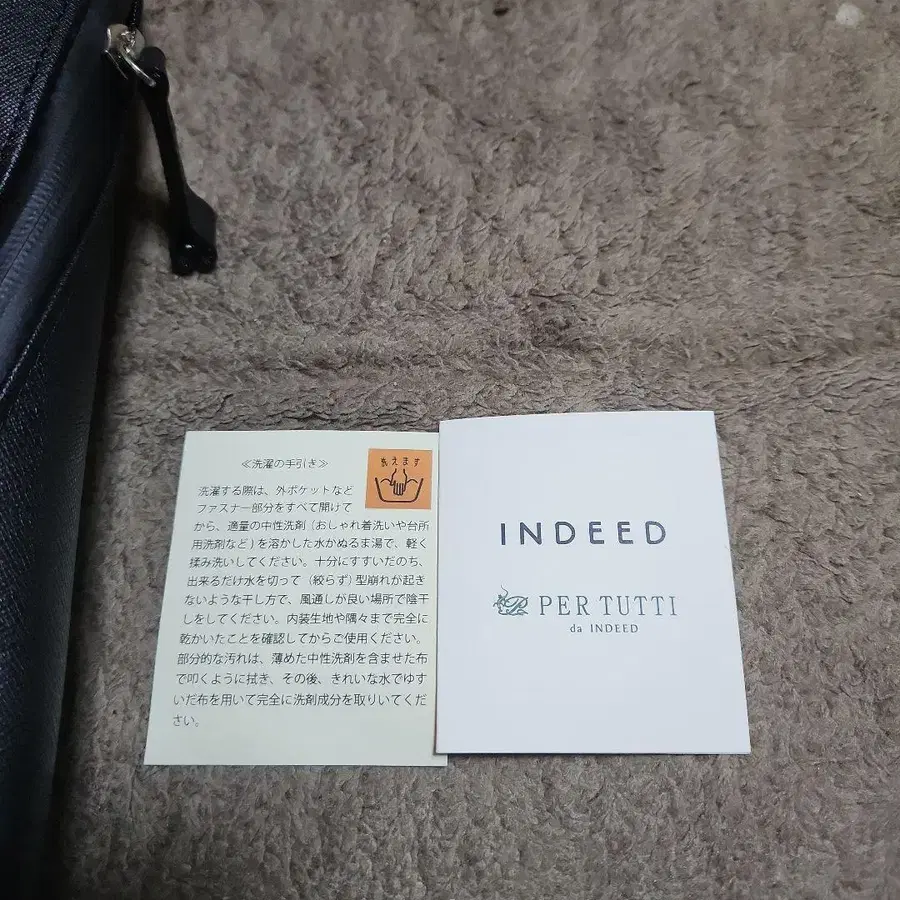 ≪洗濯の手引き≫
洗えます
洗濯する際は、外ポケットなど
ファスナー部分をすべて開けて
から、適量の中性洗剤(おしゃれ着洗いや台所
用洗剤など)を溶かした水かぬるま湯で、軽く
揉み洗いしてください。十分にすすいだのち、
出来るだけ水を切って(絞らず)型崩れが起き
ないような干し方で、風通しが良い場所で陰干
しをしてください。内装生地や隅々まで完全に
乾かいたことを確認してからご使用ください。
部分的な汚れは、薄めた中性洗剤を含ませた布
で叩くように拭き、その後、きれいな水でゆす
いだ布を用いて完全に洗剤成分を取りいてくだ
さい。
INDEED
PER TUTTI
da INDEED